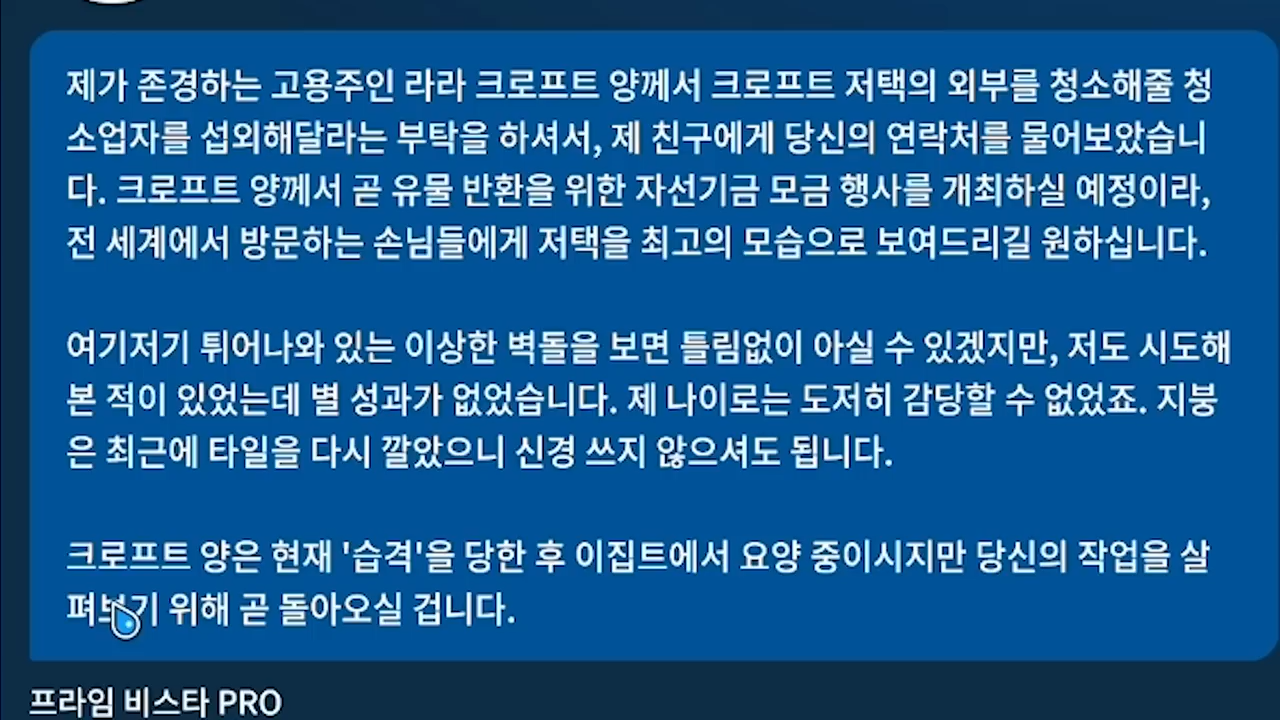 제가 존경하는 고용주인 라라 크로프트 양께서 크로프트 저택의 외부를 청소해줄 청
소업자를 섭외해달라는 부탁을 하셔서, 제 친구에게 당신의 연락처를 물어보았습니
다. 크로프트 양께서 곧 유물 반환을 위한 자선기금 모금 행사를 개최하실 예정이라,
전 세계에서 방문하는 손님들에게 저택을 최고의 모습으로 보여드리길 원하십니다.
여기저기 튀어나와 있는 이상한 벽돌을 보면 틀림없이 아실 수 있겠지만, 저도 시도해
본 적이 있었는데 별 성과가 없었습니다. 제 나이로는 도저히 감당할 수 없었죠. 지붕
은 최근에 타일을 다시 깔았으니 신경 쓰지 않으셔도 됩니다.
크로프트 양은 현재 '습격'을 당한 후 이집트에서 요양 중이시지만 당신의 작업을 살
펴보기 위해 곧 돌아오실 겁니다.
프라임 비스타 PRO